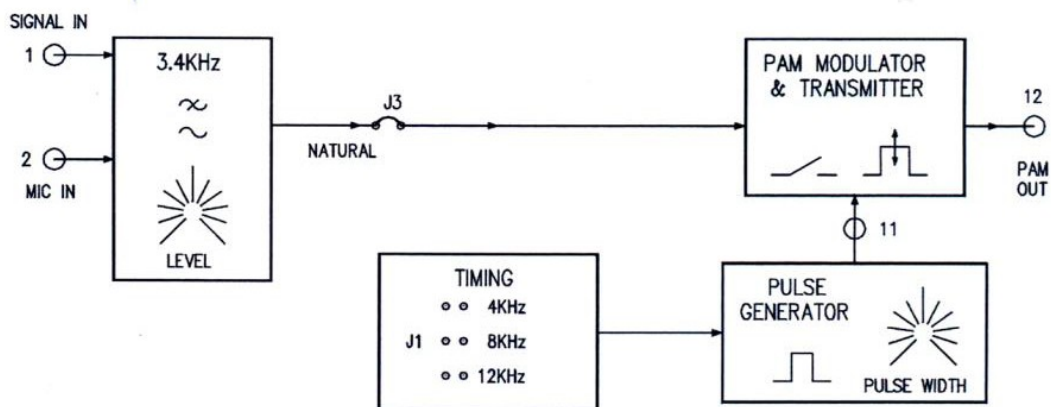 SIGNAL IN
1
2
MIC IN
3.4KHz
LEVEL
J3
NATURAL
PAM MODULATOR
& TRANSMITTER
12
PAM
OUT
11
TIMING
4KHz
J1 8KHz
12KHz
PULSE
GENERATOR
PULSE WIDTH